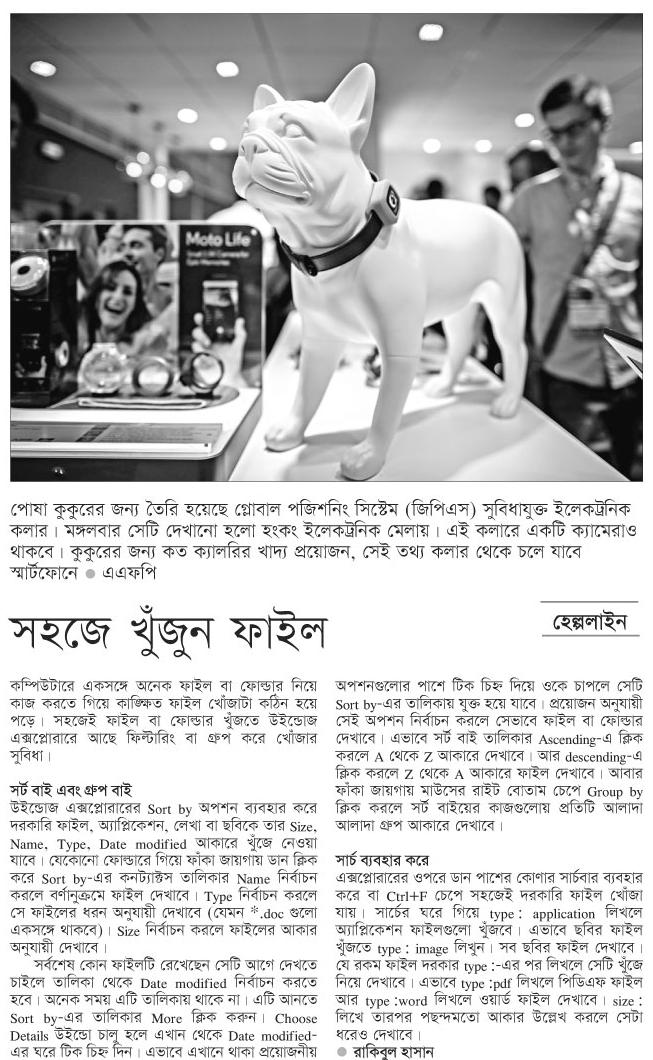 Moto Life
পোষা কুকুরের জন্য তৈরি হয়েছে গ্লোবাল পজিশনিং সিস্টেম (জিপিএস) সুবিধাযুক্ত ইলেকট্রনিক
কলার। মঙ্গলবার সেটি দেখানো হলো হংকং ইলেকট্রনিক মেলায়। এই কলারে একটি ক্যামেরাও
থাকবে। কুকুরের জন্য কত ক্যালরির খাদ্য প্রয়োজন, সেই তথ্য কলার থেকে চলে যাবে
স্মার্টফোনে ● এএফপি
সহজে খুঁজুন ফাইল
হেল্পলাইন
কম্পিউটারে একসঙ্গে অনেক ফাইল বা ফোল্ডার নিয়ে
কাজ করতে গিয়ে কাঙ্ক্ষিত ফাইল খোঁজাটা কঠিন হয়ে
পড়ে। সহজেই ফাইল বা ফোল্ডার খুঁজতে উইন্ডোজ
এক্সপ্লোরারে আছে ফিল্টারিং বা গ্রুপ করে খোঁজার
সুবিধা।
সর্ট বাই এবং গ্রুপ বাই
উইন্ডোজ এক্সপ্লোরারের Sort by অপশন ব্যবহার করে
দরকারি ফাইল, অ্যাপ্লিকেশন, লেখা বা ছবিকে তার Size,
Name, Type, Date modified আকারে খুঁজে নেওয়া
যাবে। যেকোনো ফোল্ডারে গিয়ে ফাঁকা জায়গায় ডান ক্লিক
করে Sort by-এর কনট্যাক্টস তালিকার Name নির্বাচন
করলে বর্ণানুক্রমে ফাইল দেখাবে। Type নির্বাচন করলে
সে ফাইলের ধরন অনুযায়ী দেখাবে (যেমন *.doc গুলো
একসঙ্গে থাকবে)। Size নির্বাচন করলে ফাইলের আকার
অনুযায়ী দেখাবে।
সর্বশেষ কোন ফাইলটি রেখেছেন সেটি আগে দেখতে
চাইলে তালিকা থেকে Date modified নির্বাচন করতে
হবে। অনেক সময় এটি তালিকায় থাকে না। এটি আনতে
Sort by-এর তালিকার More ক্লিক করুন। Choose
Details উইন্ডো চালু হলে এখান থেকে Date modified-
এর ঘরে টিক চিহ্ন দিন। এভাবে এখানে থাকা প্রয়োজনীয়
অপশনগুলোর পাশে টিক চিহ্ন দিয়ে ওকে চাপলে সেটি
Sort by-এর তালিকায় যুক্ত হয়ে যাবে। প্রয়োজন অনুযায়ী
সেই অপশন নির্বাচন করলে সেভাবে ফাইল বা ফোল্ডার
দেখাবে। এভাবে সর্ট বাই তালিকার Ascending-এ ক্লিক
করলে A থেকে Z আকারে দেখাবে। আর descending-এ
ক্লিক করলে Z থেকে A আকারে ফাইল দেখাবে। আবার
ফাঁকা জায়গায় মাউসের রাইট বোতাম চেপে Group by
ক্লিক করলে সর্ট বাইয়ের কাজগুলোয় প্রতিটি আলাদা
আলাদা গ্রুপ আকারে দেখাবে।
সার্চ ব্যবহার করে
এক্সপ্লোরারের ওপরে ডান পাশের কোণার সার্চবার ব্যবহার
করে বা Ctrl+F চেপে সহজেই দরকারি ফাইল খোঁজা
যায়। সার্চের ঘরে গিয়ে type: application লিখলে
অ্যাপ্লিকেশন ফাইলগুলো খুঁজবে। এভাবে ছবির ফাইল
খুঁজতে type: image লিখুন। সব ছবির ফাইল দেখাবে।
যে রকম ফাইল দরকার type:-এর পর লিখলে সেটি খুঁজে
নিয়ে দেখাবে। এভাবে type:pdf লিখলে পিডিএফ ফাইল
আর type:word লিখলে ওয়ার্ড ফাইল দেখাবে। size:
লিখে তারপর পছন্দমতো আকার উল্লেখ করলে সেটা
ধরেও দেখাবে।
● রাকিবুল হাসান